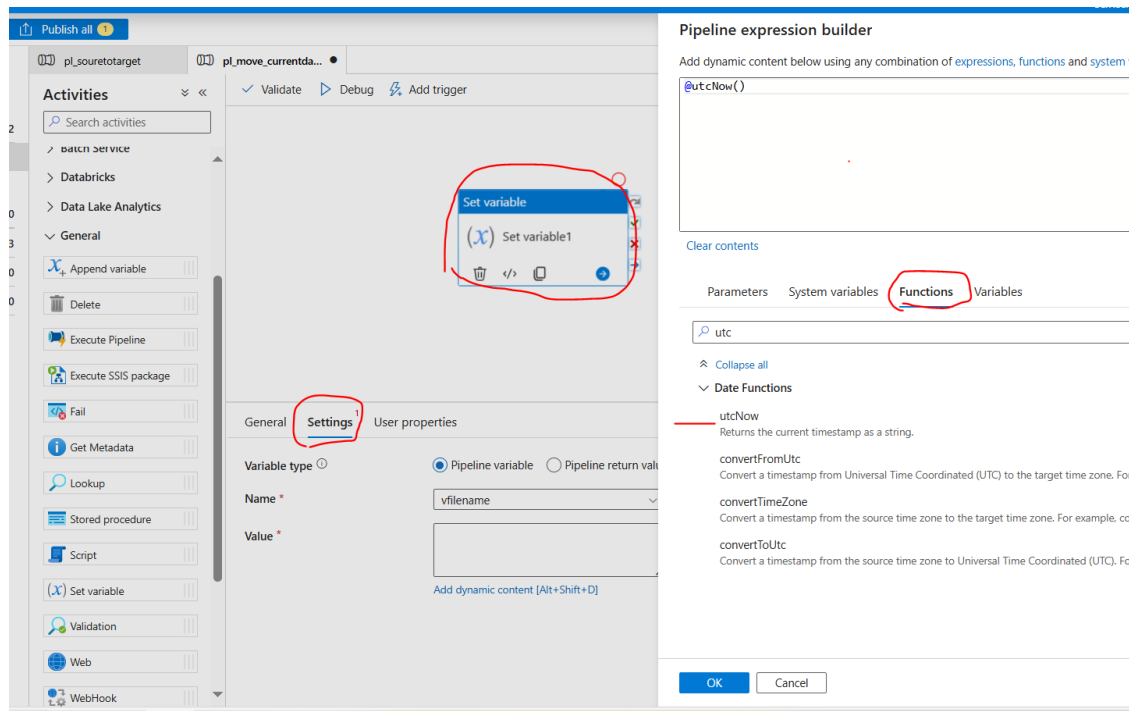 Publish all 1
pl_souretotarget
pl_move_currentda...
Activities
Search activities
Batch Service
Databricks
Data Lake Analytics
General
Append variable
Delete
Execute Pipeline
Execute SSIS package
Fail
Get Metadata
Lookup
Stored procedure
Script
(x) Set variable
Validation
Web
WebHook
2
0
3
0
0
Validate Debug Add trigger
Set variable
(x) Set variable1
General Settings 1 User properties
Variable type
Pipeline variable Pipeline return valu
Name *
vfilename
Value *
Add dynamic content [Alt+Shift+D]
Pipeline expression builder
Add dynamic content below using any combination of expressions, functions and system
@utcNow()
Clear contents
Parameters System variables Functions Variables
utc
Collapse all
Date Functions
utcNow
Returns the current timestamp as a string.
convertFromUtc
Convert a timestamp from Universal Time Coordinated (UTC) to the target time zone. Fo
convertTimeZone
Convert a timestamp from the source time zone to the target time zone. For example, co
convertToUtc
Convert a timestamp from the source time zone to Universal Time Coordinated (UTC). Fo
OK Cancel